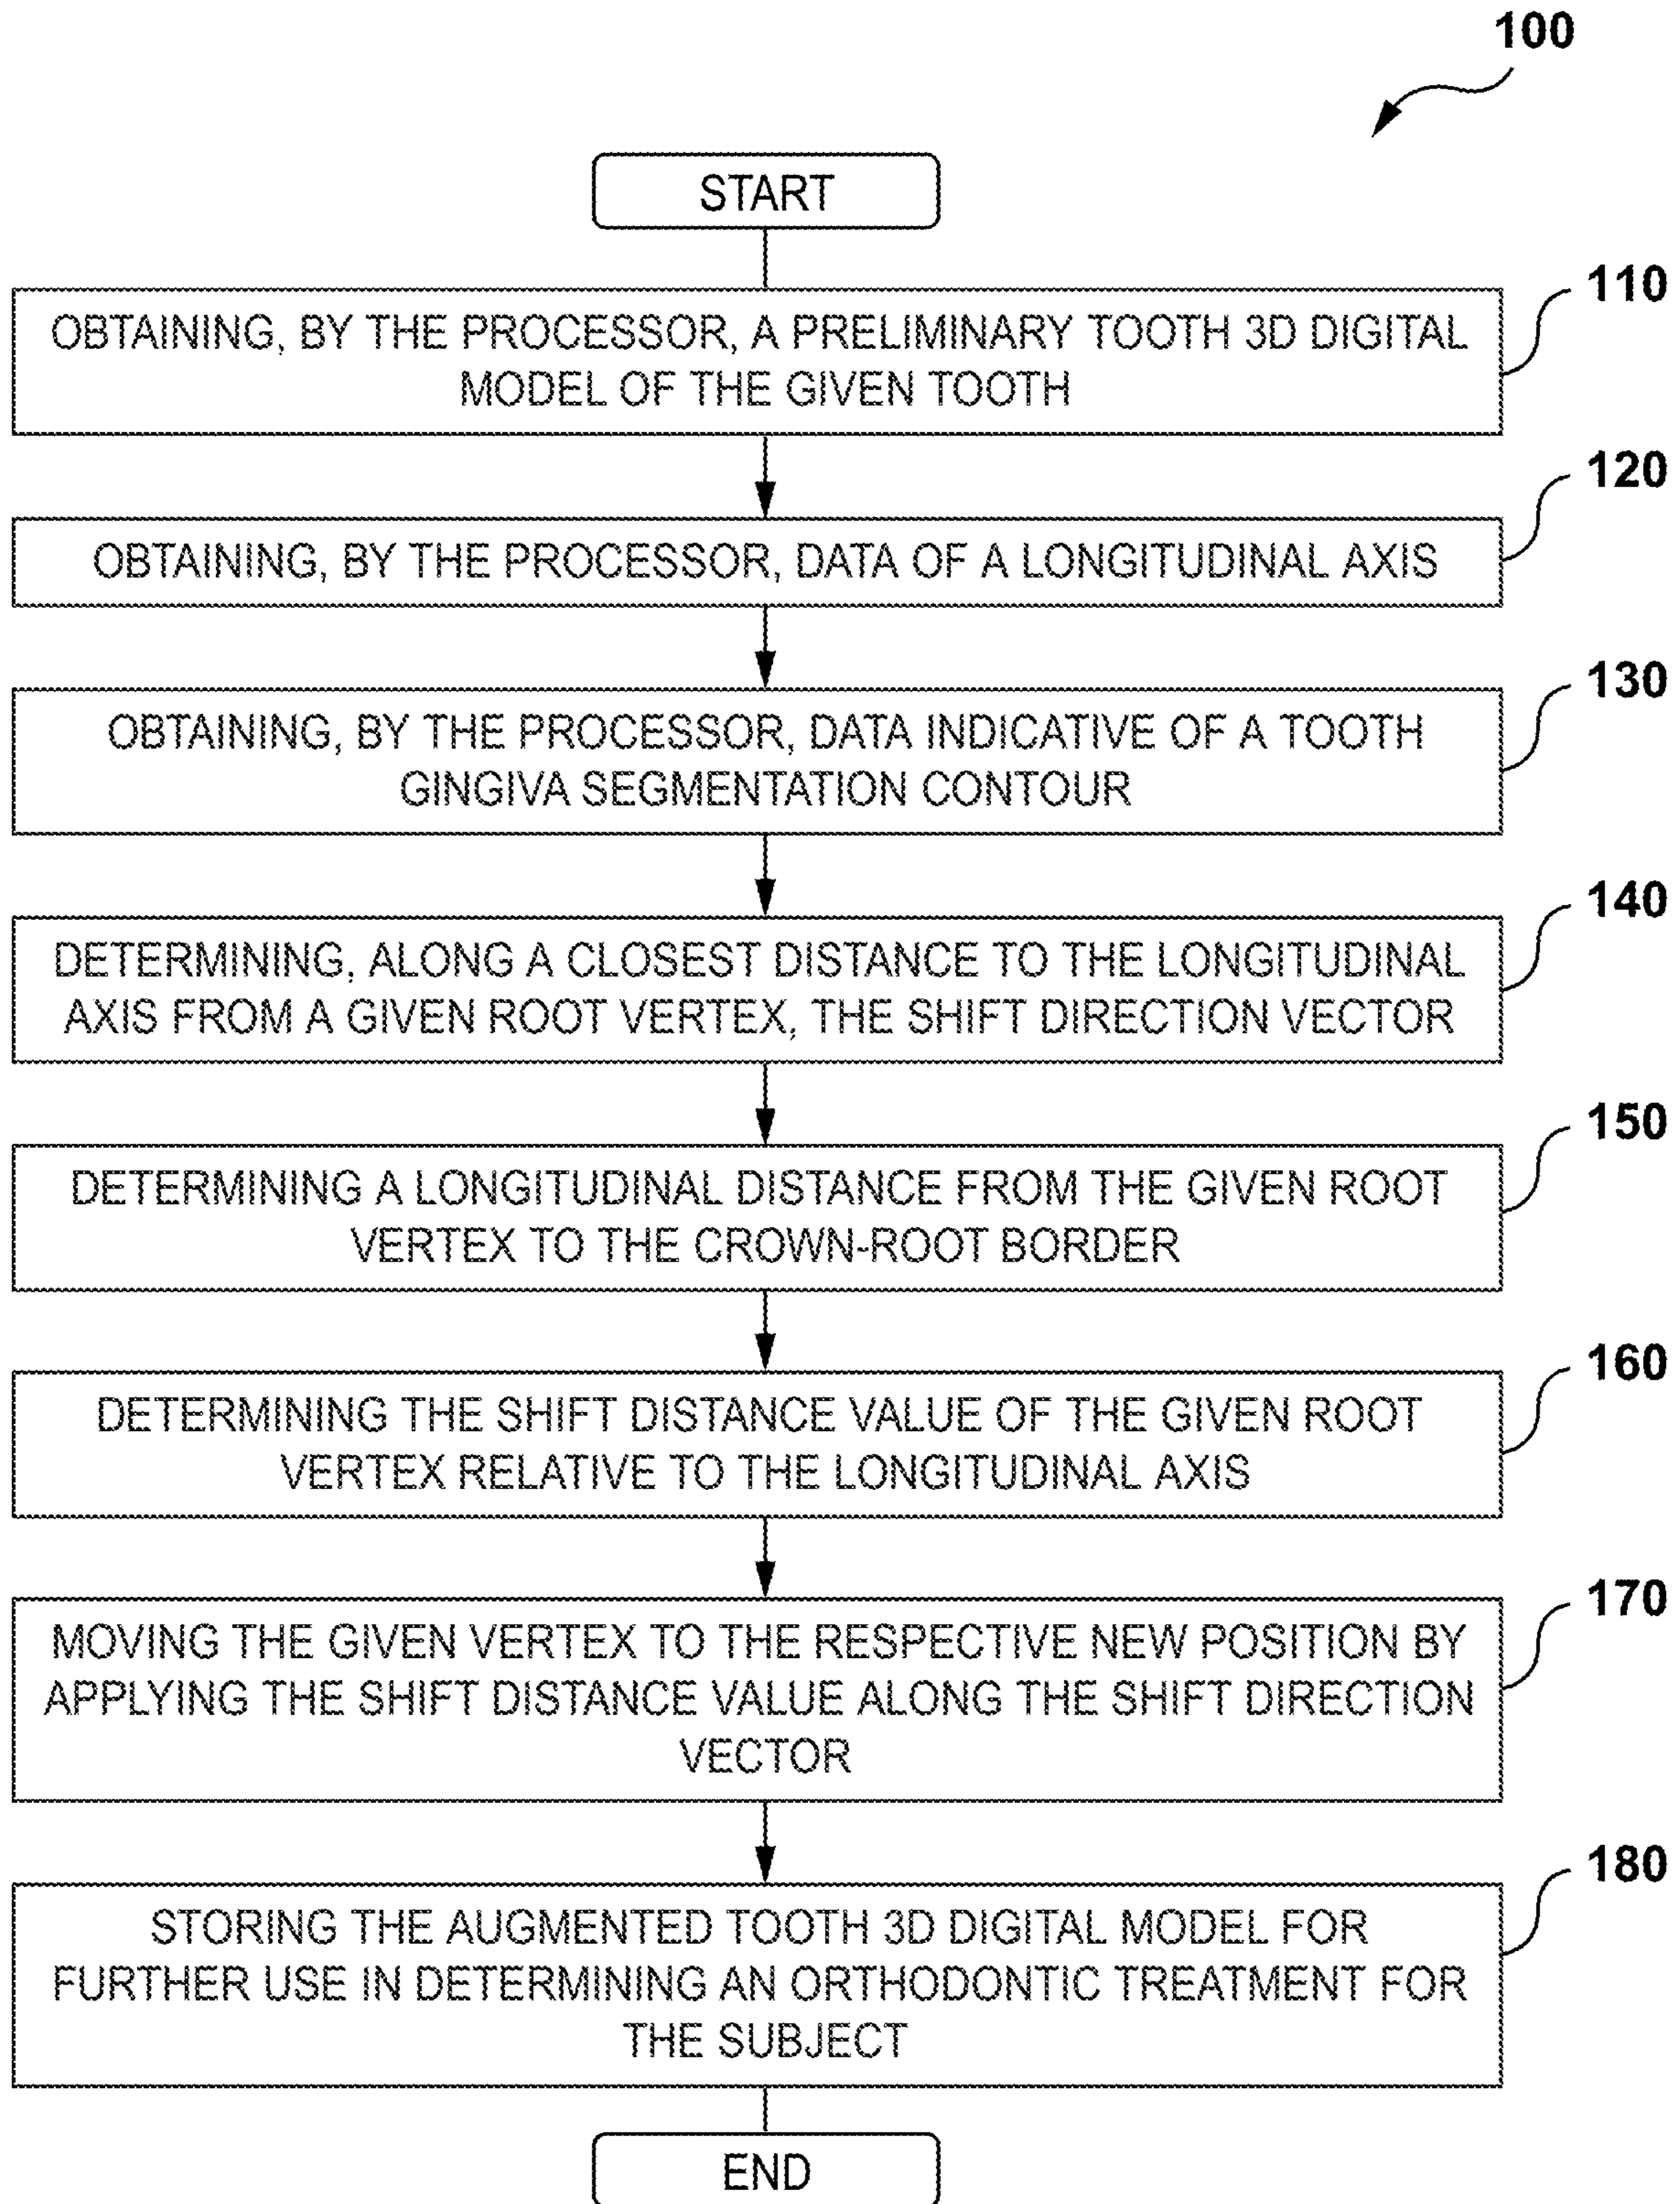 100
START
110
OBTAINING, BY THE PROCESSOR, A PRELIMINARY TOOTH 3D DIGITAL
MODEL OF THE GIVEN TOOTH
120
OBTAINING, BY THE PROCESSOR, DATA OF A LONGITUDINAL AXIS
130
OBTAINING, BY THE PROCESSOR, DATA INDICATIVE OF A TOOTH
GINGIVA SEGMENTATION CONTOUR
140
DETERMINING, ALONG A CLOSEST DISTANCE TO THE LONGITUDINAL
AXIS FROM A GIVEN ROOT VERTEX, THE SHIFT DIRECTION VECTOR
150
DETERMINING A LONGITUDINAL DISTANCE FROM THE GIVEN ROOT
VERTEX TO THE CROWN-ROOT BORDER
160
DETERMINING THE SHIFT DISTANCE VALUE OF THE GIVEN ROOT
VERTEX RELATIVE TO THE LONGITUDINAL AXIS
170
MOVING THE GIVEN VERTEX TO THE RESPECTIVE NEW POSITION BY
APPLYING THE SHIFT DISTANCE VALUE ALONG THE SHIFT DIRECTION
VECTOR
180
STORING THE AUGMENTED TOOTH 3D DIGITAL MODEL FOR
FURTHER USE IN DETERMINING AN ORTHODONTIC TREATMENT FOR
THE SUBJECT
END